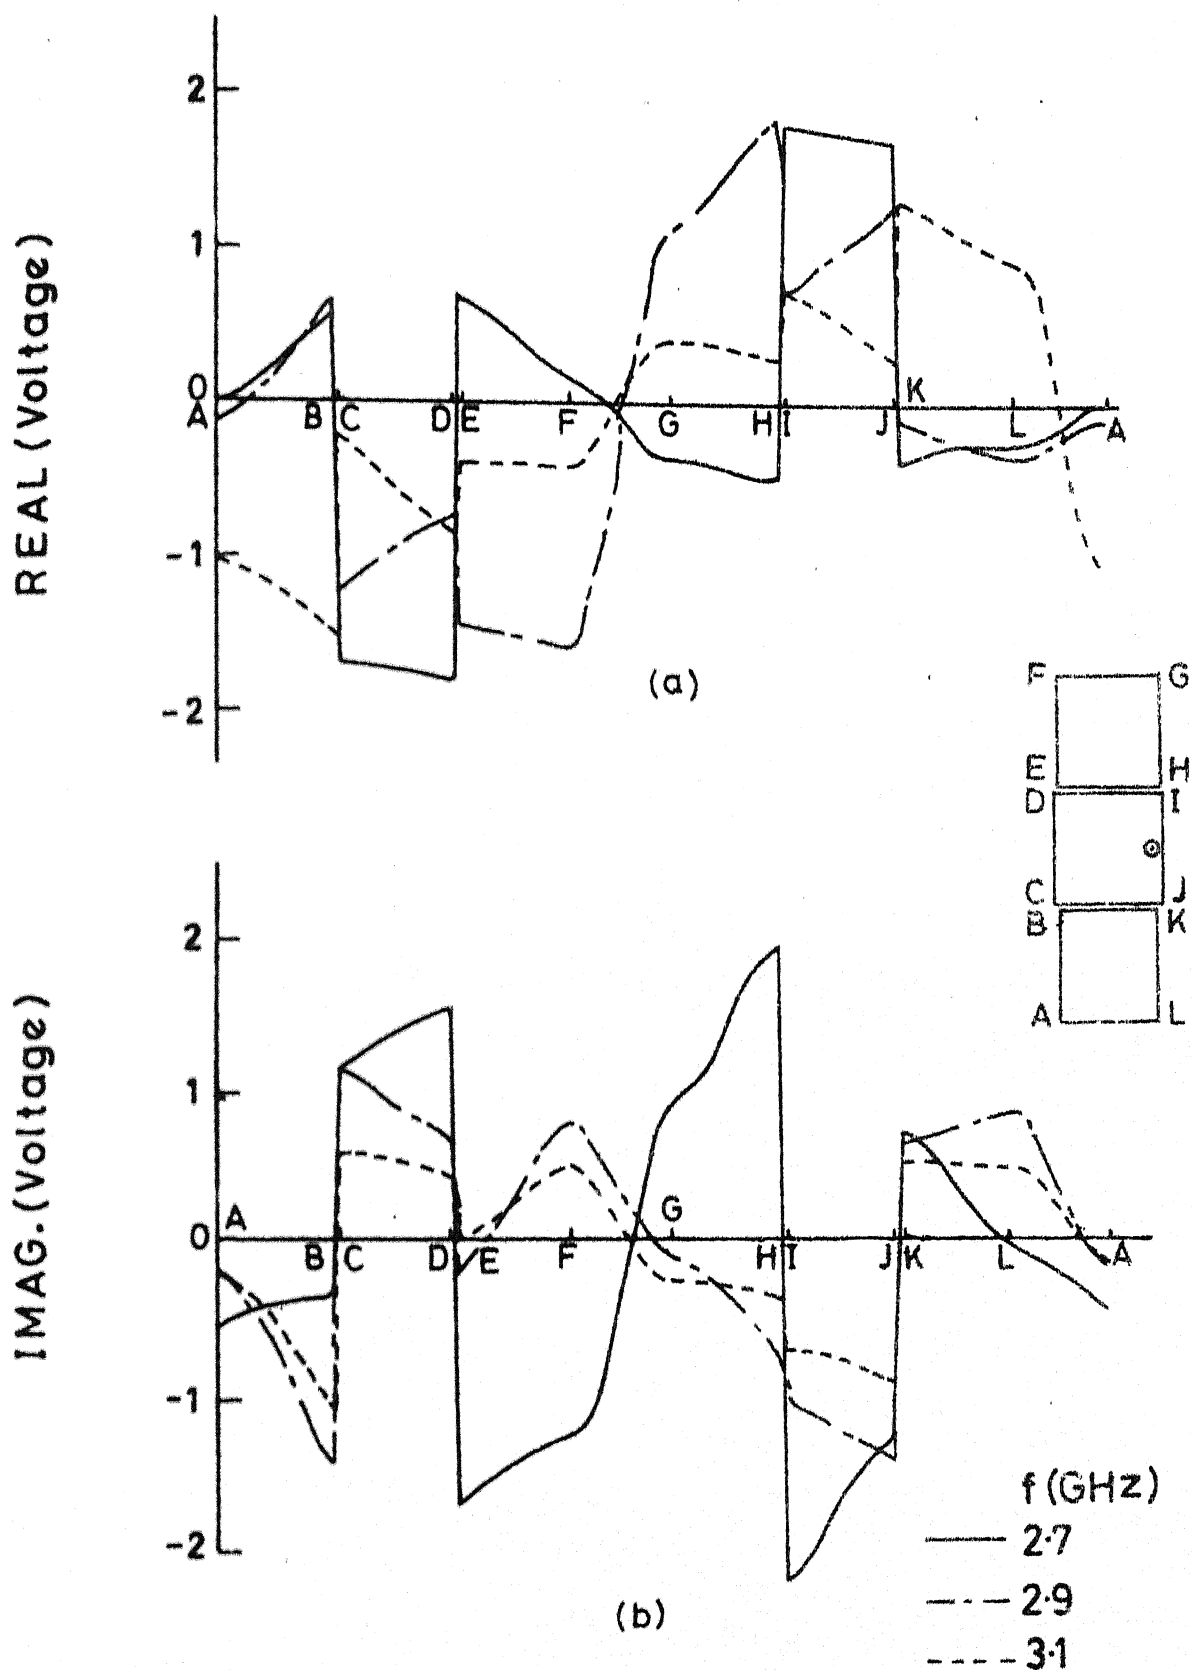 REAL (Voltage)
2
1
0
-1
-2
A B C D E F G H I J K L A
(a)
F G
E H
D I
C J
B K
A L
IMAG. (Voltage)
2
1
0
-1
-2
A B C D E F G H I J K L A
(b)
f (GHz)
2·7
2·9
3·1